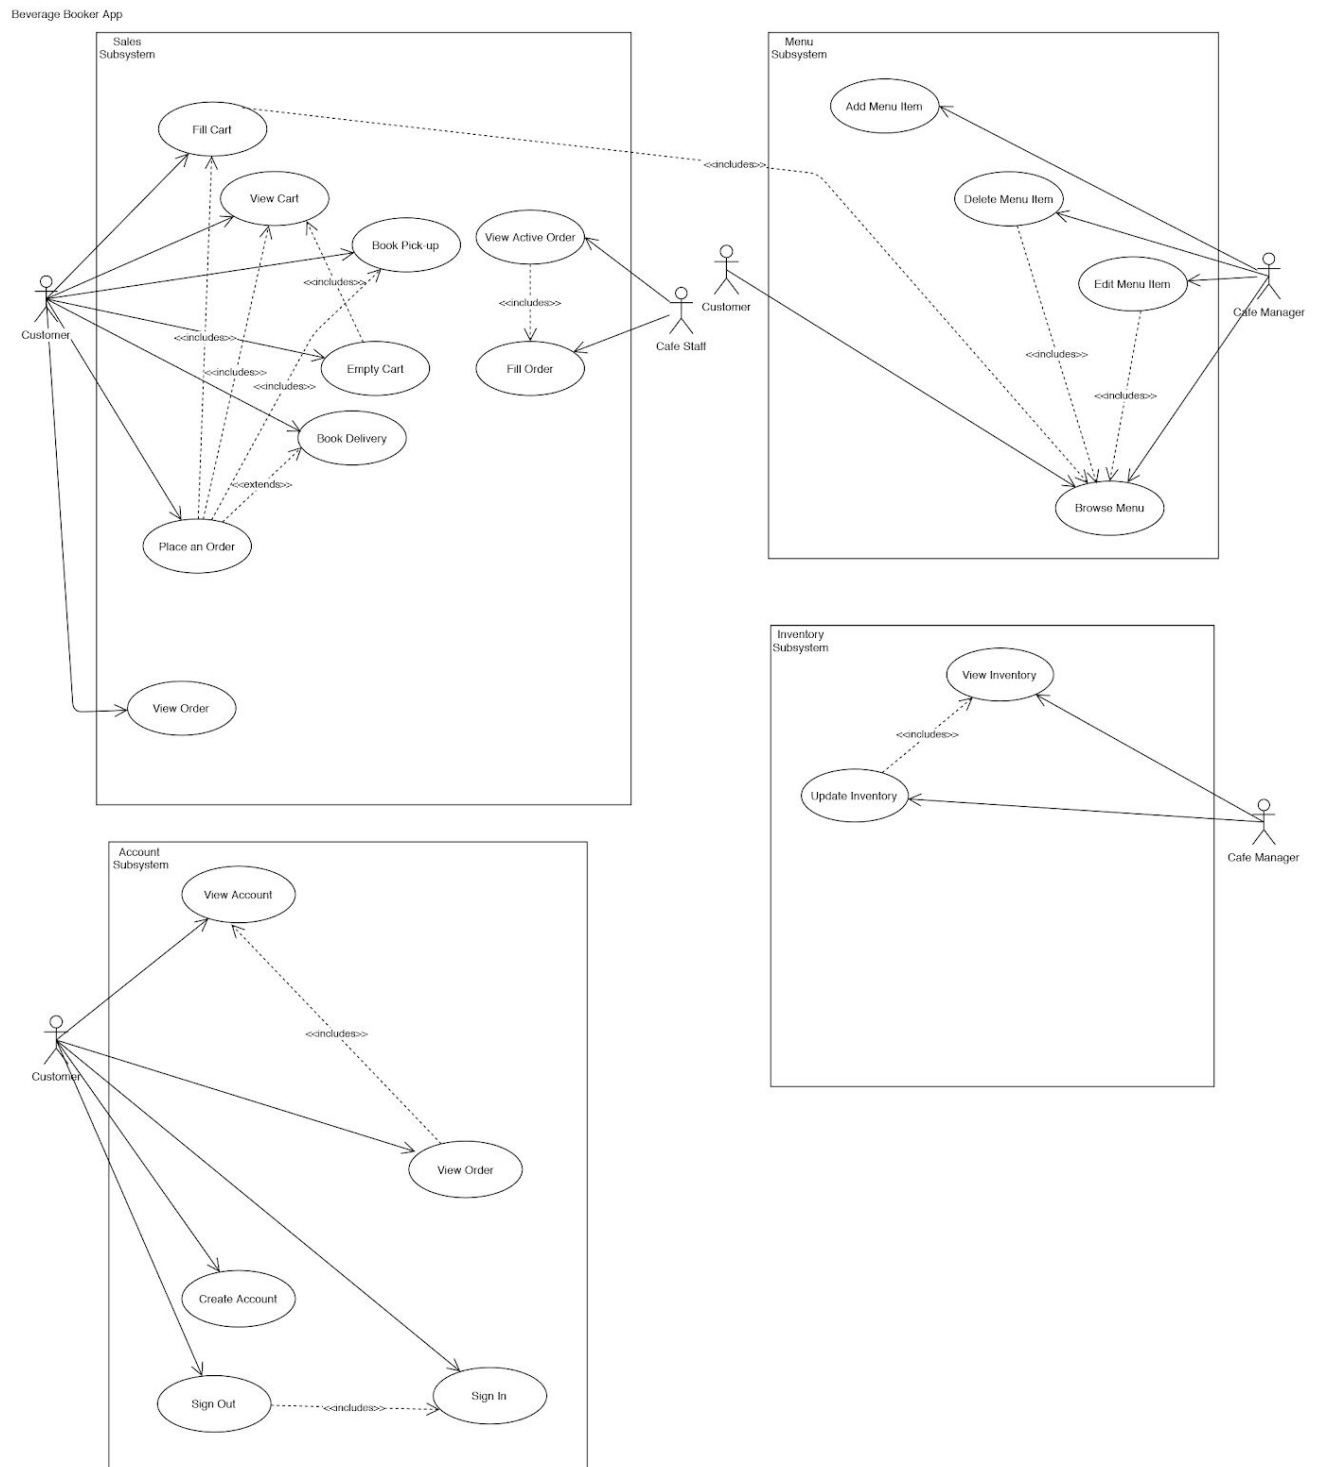 Beverage Booker App
Sales
Subsystem
Fill Cart
View Cart
Book Pick-up
View Active Order
<<includes>>
<<includes>>
Customer
<<includes>>
<<includes>>
<<includes>>
Empty Cart
Fill Order
Cafe Staff
Book Delivery
<<extends>>
Place an Order
View Order
<<includes>>
Menu
Subsystem
Add Menu Item
Delete Menu Item
Edit Menu Item
Customer
Cafe Manager
<<includes>>
<<includes>>
Browse Menu
Inventory
Subsystem
View Inventory
<<includes>>
Update Inventory
Cafe Manager
Account
Subsystem
View Account
<<includes>>
Customer
View Order
Create Account
Sign Out
<<includes>>
Sign In